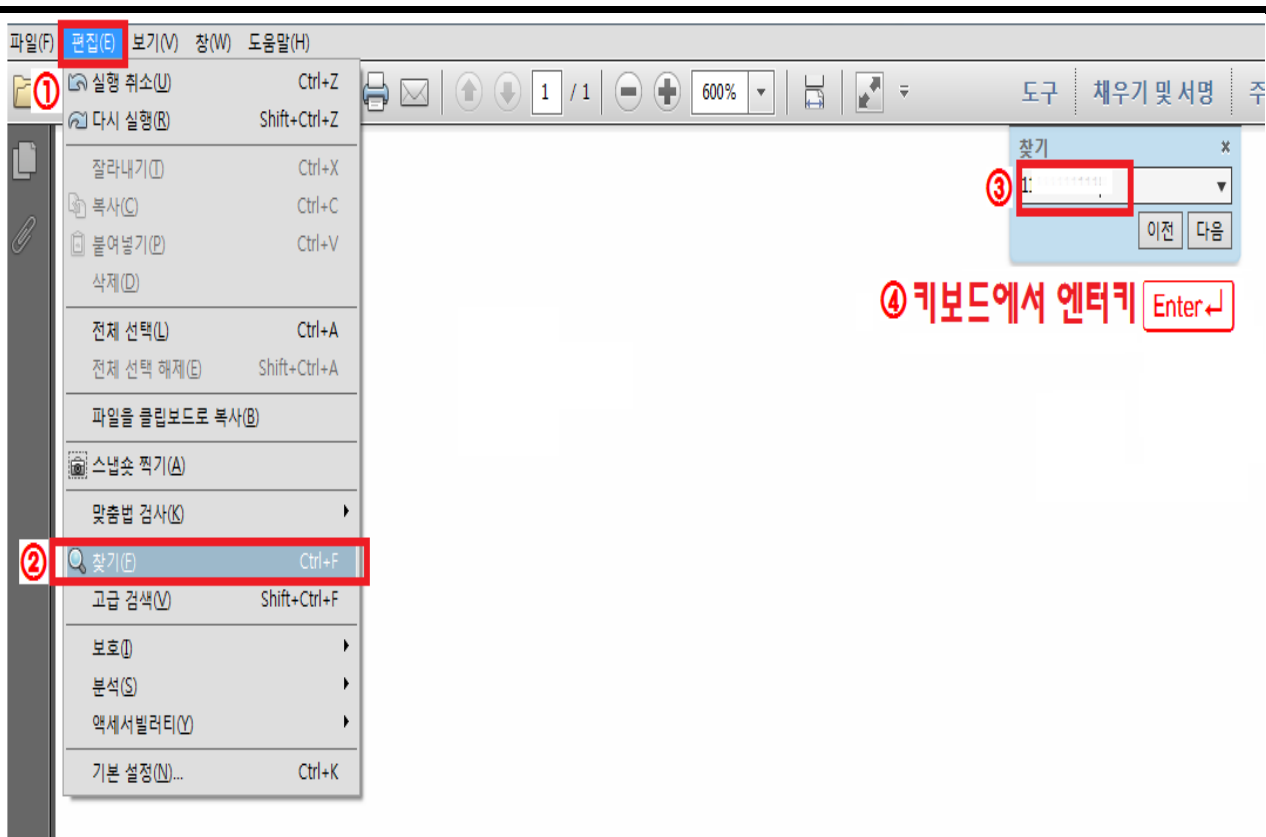 파일(F) 편집(E) 보기(V) 창(W) 도움말(H)
①
실행 취소(U) Ctrl+Z
다시 실행(R) Shift+Ctrl+Z
잘라내기(T) Ctrl+X
복사(C) Ctrl+C
붙여넣기(P) Ctrl+V
삭제(D)
전체 선택(L) Ctrl+A
전체 선택 해제(E) Shift+Ctrl+A
파일을 클립보드로 복사(B)
스냅숏 찍기(A)
맞춤법 검사(K)
② 찾기(F) Ctrl+F
고급 검색(V) Shift+Ctrl+F
보호(I)
분석(S)
액세서빌러티(Y)
기본 설정(N)... Ctrl+K
1 / 1 600% 도구 채우기 및 서명 주
찾기 x
③
이전 다음
④ 키보드에서 엔터키 Enter↵